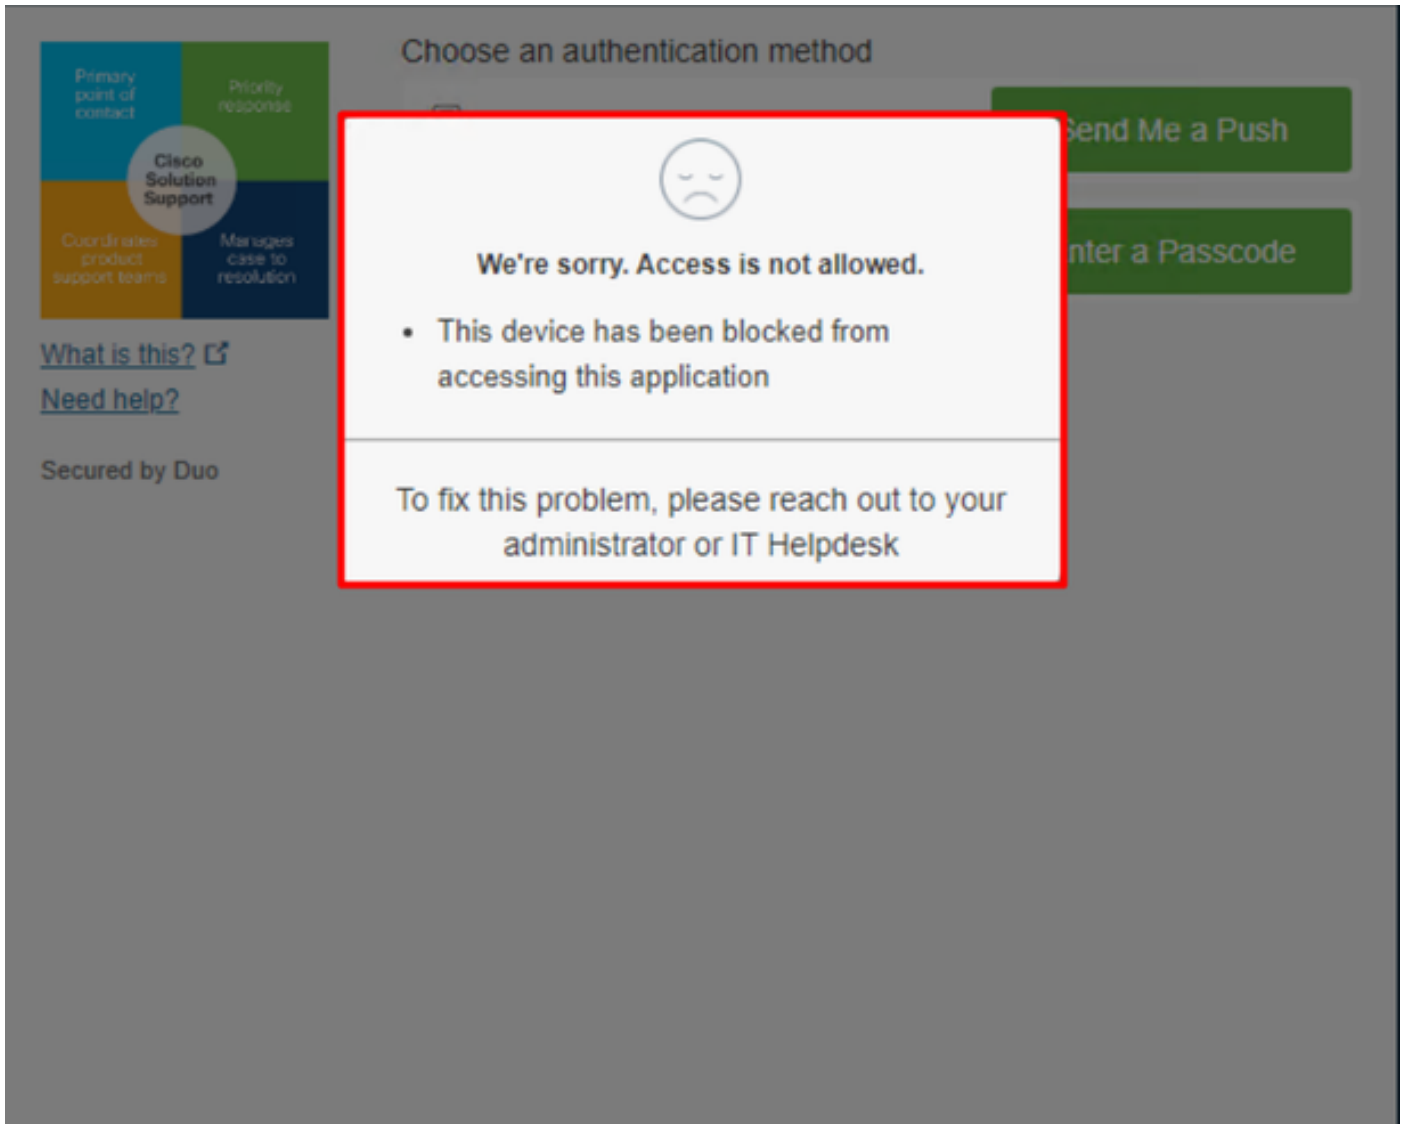 Choose an authentication method
Primary
point of
contact
Priority
response
Cisco
Solution
Support
Coordinates
product
support teams
Manages
case to
resolution
Send Me a Push
Enter a Passcode
We're sorry. Access is not allowed.
• This device has been blocked from
accessing this application
To fix this problem, please reach out to your
administrator or IT Helpdesk
What is this?
Need help?
Secured by Duo